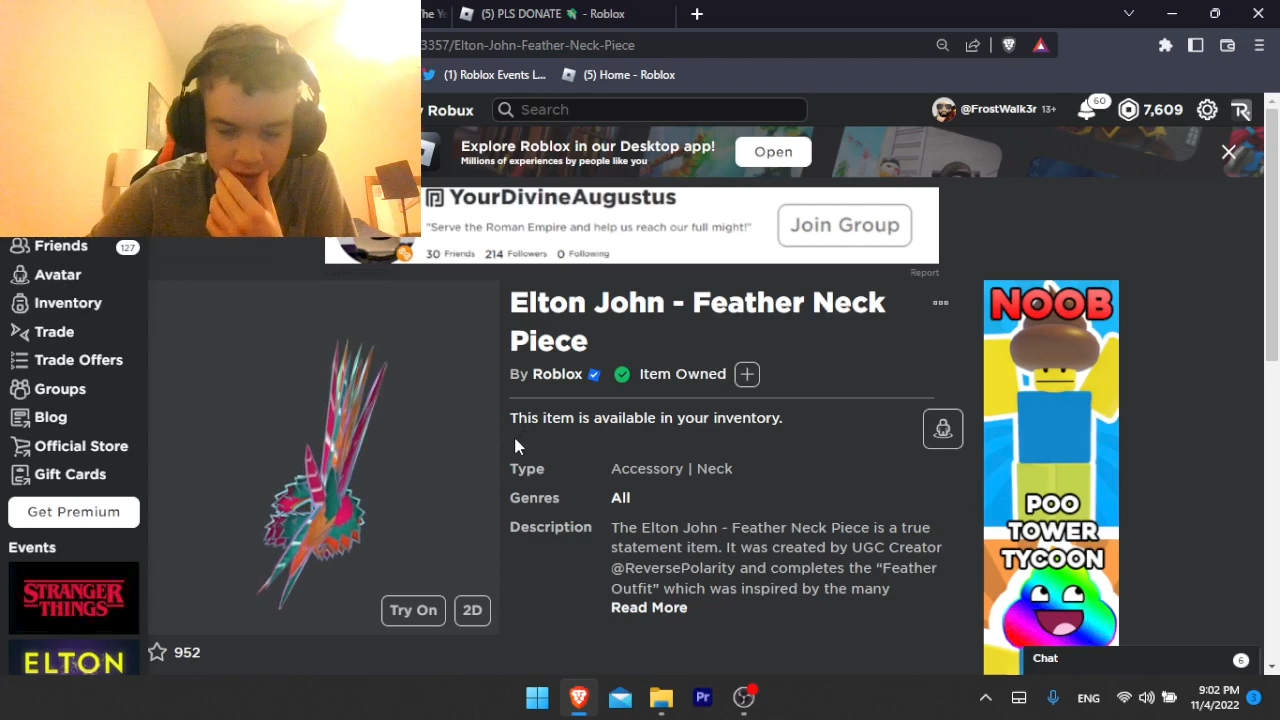 The Ye
(5) PLS DONATE - Roblox
3357/Elton-John-Feather-Neck-Piece
(1) Roblox Events L...
(5) Home - Roblox
Robux
Search
@FrostWalk3r 13+
60
7,609
Explore Roblox in our Desktop app!
Millions of experiences by people like you
Open
YourDivineAugustus
"Serve the Roman Empire and help us reach our full might!"
30 Friends 214 Followers 0 Following
Join Group
Report
Friends
127
Avatar
Inventory
Trade
Trade Offers
Groups
Blog
Official Store
Gift Cards
Get Premium
Events
STRANGER
THINGS
ELTON
Elton John - Feather Neck
Piece
By Roblox Item Owned
This item is available in your inventory.
Type Accessory | Neck
Genres All
Description The Elton John - Feather Neck Piece is a true
statement item. It was created by UGC Creator
@ReversePolarity and completes the “Feather
Outfit” which was inspired by the many
Read More
Try On
2D
952
NOOB
POO
TOWER
TYCOON
Chat
6
Pr
ENG
9:02 PM
11/4/2022
3